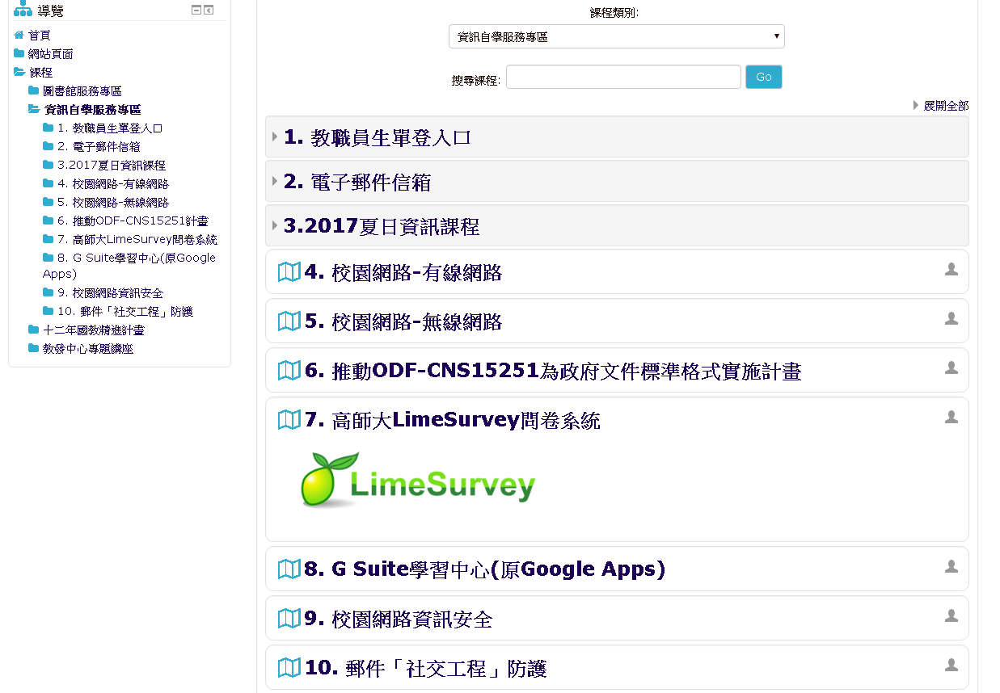 導覽
首頁
網站頁面
課程
圖書館服務專區
資訊自學服務專區
1. 教職員生單登入口
2. 電子郵件信箱
3.2017夏日資訊課程
4. 校園網路-有線網路
5. 校園網路-無線網路
6. 推動ODF-CNS15251計畫
7. 高師大LimeSurvey問卷系統
8. G Suite學習中心(原Google
Apps)
9. 校園網路資訊安全
10. 郵件「社交工程」防護
十二年國教精進計畫
教發中心專題講座
課程類別:
資訊自學服務專區
搜尋課程:
Go
展開全部
1. 教職員生單登入口
2. 電子郵件信箱
3.2017夏日資訊課程
4. 校園網路-有線網路
5. 校園網路-無線網路
6. 推動ODF-CNS15251為政府文件標準格式實施計畫
7. 高師大LimeSurvey問卷系統
LimeSurvey
8. G Suite學習中心(原Google Apps)
9. 校園網路資訊安全
10. 郵件「社交工程」防護